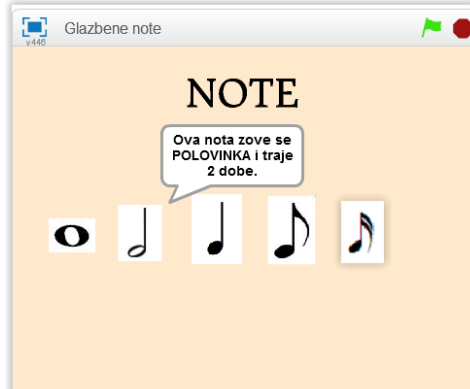 Glazbene note
v446
NOTE
Ova nota zove se
POLOVINKA i traje
2 dobe.